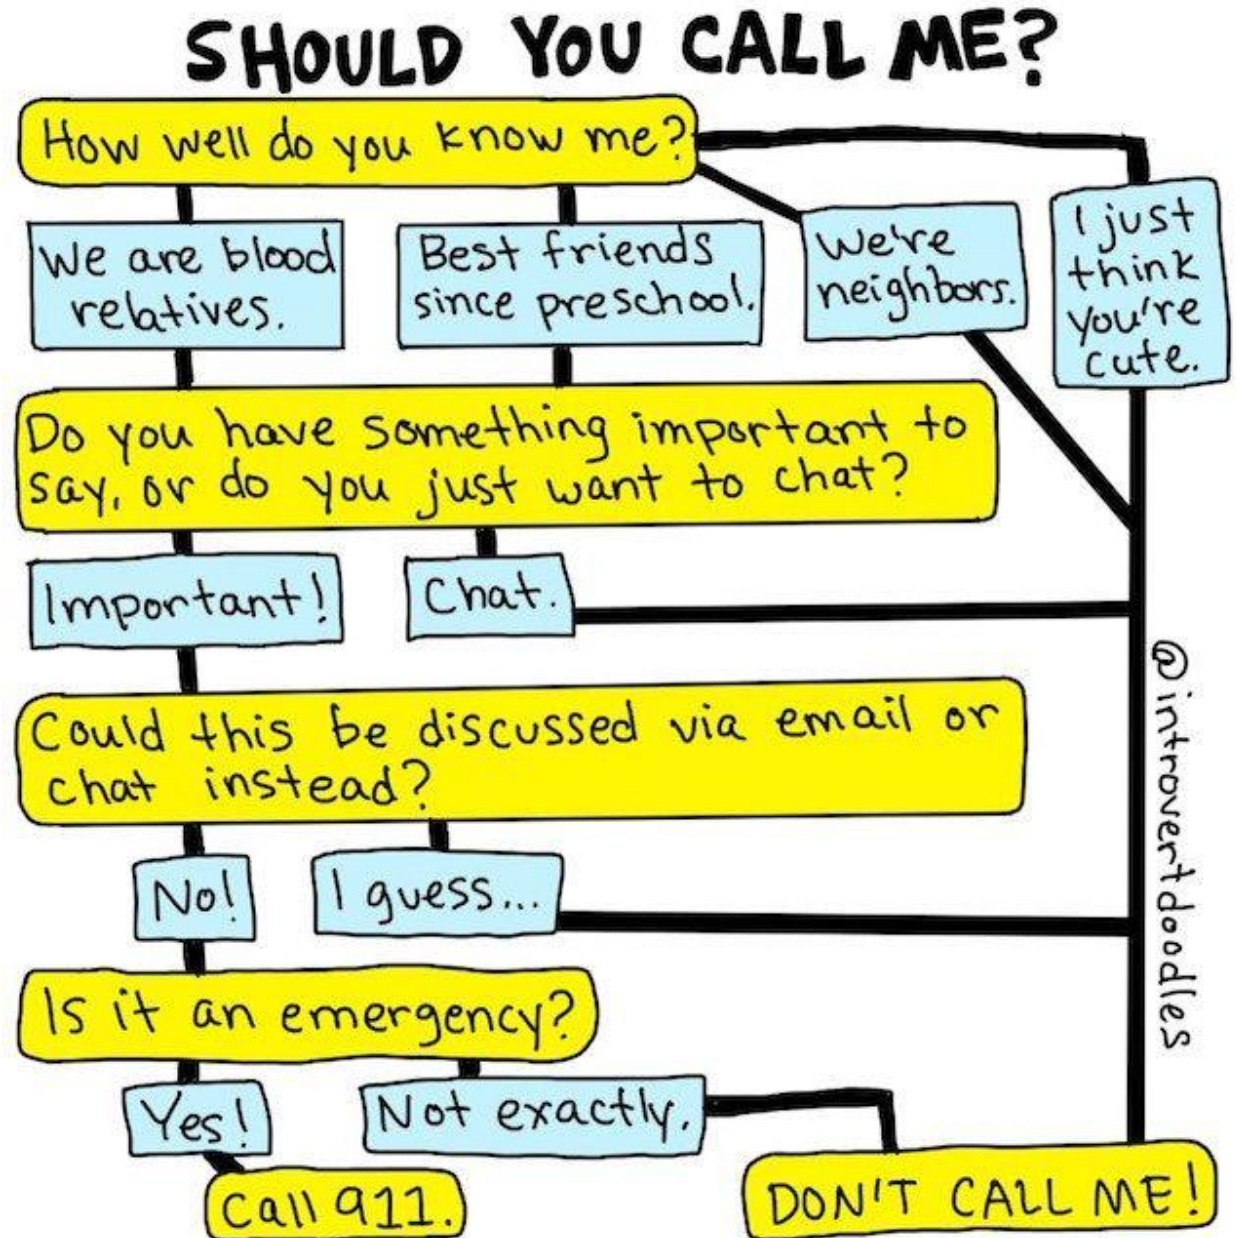 SHOULD YOU CALL ME?
How well do you know me?
We are blood
relatives.
Best friends
since preschool.
We're
neighbors.
I just
think
you're
cute.
Do you have something important to
say, or do you just want to chat?
Important!
Chat.
Could this be discussed via email or
chat instead?
No!
I guess...
Is it an emergency?
Yes!
Not exactly.
Call 911.
DON'T CALL ME!
@introvertdoodles